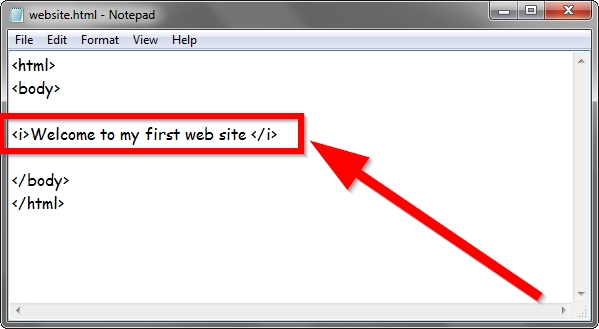 website.html - Notepad
File Edit Format View Help
<html>
<body>
<i>Welcome to my first web site </i>
</body>
</html>